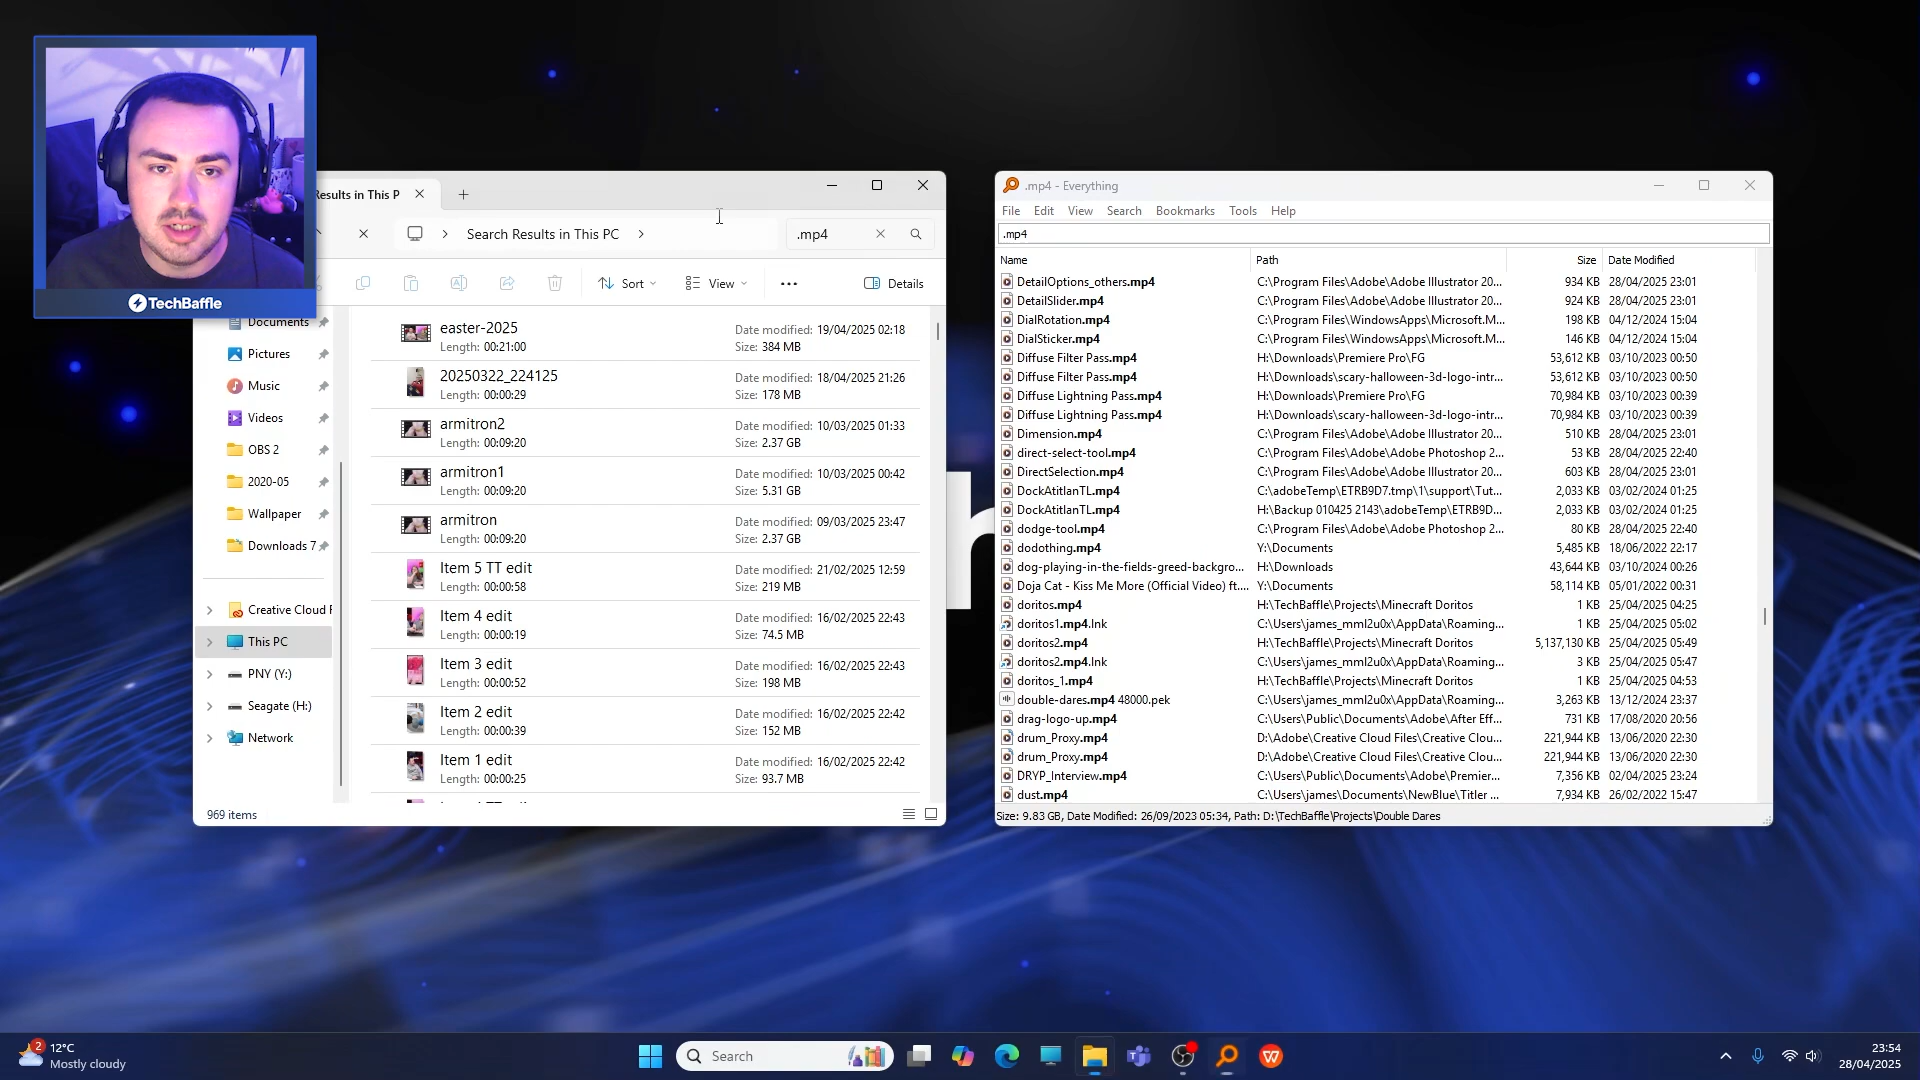 TechBaffle
Results in This P
Search Results in This PC
.mp4
Sort
View
Details
Documents
Pictures
Music
Videos
OBS 2
2020-05
Wallpaper
Downloads 7
Creative Cloud F
This PC
PNY (Y:)
Seagate (H:)
Network
easter-2025
Length: 00:21:00
Date modified: 19/04/2025 02:18
Size: 384 MB
20250322_224125
Length: 00:00:29
Date modified: 18/04/2025 21:26
Size: 178 MB
armitron2
Length: 00:09:20
Date modified: 10/03/2025 01:33
Size: 2.37 GB
armitron1
Length: 00:09:20
Date modified: 10/03/2025 00:42
Size: 5.31 GB
armitron
Length: 00:09:20
Date modified: 09/03/2025 23:47
Size: 2.37 GB
Item 5 TT edit
Length: 00:00:58
Date modified: 21/02/2025 12:59
Size: 219 MB
Item 4 edit
Length: 00:00:19
Date modified: 16/02/2025 22:43
Size: 74.5 MB
Item 3 edit
Length: 00:00:52
Date modified: 16/02/2025 22:43
Size: 198 MB
Item 2 edit
Length: 00:00:39
Date modified: 16/02/2025 22:42
Size: 152 MB
Item 1 edit
Length: 00:00:25
Date modified: 16/02/2025 22:42
Size: 93.7 MB
969 items
.mp4 - Everything
File Edit View Search Bookmarks Tools Help
.mp4
Name Path Size Date Modified
DetailOptions_others.mp4 C:\Program Files\Adobe\Adobe Illustrator 20... 934 KB 28/04/2025 23:01
DetailSlider.mp4 C:\Program Files\Adobe\Adobe Illustrator 20... 924 KB 28/04/2025 23:01
DialRotation.mp4 C:\Program Files\WindowsApps\Microsoft.M... 198 KB 04/12/2024 15:04
DialSticker.mp4 C:\Program Files\WindowsApps\Microsoft.M... 146 KB 04/12/2024 15:04
Diffuse Filter Pass.mp4 H:\Downloads\Premiere Pro\FG 53,612 KB 03/10/2023 00:50
Diffuse Filter Pass.mp4 H:\Downloads\scary-halloween-3d-logo-intr... 53,612 KB 03/10/2023 00:50
Diffuse Lightning Pass.mp4 H:\Downloads\Premiere Pro\FG 70,984 KB 03/10/2023 00:39
Diffuse Lightning Pass.mp4 H:\Downloads\scary-halloween-3d-logo-intr... 70,984 KB 03/10/2023 00:39
Dimension.mp4 C:\Program Files\Adobe\Adobe Illustrator 20... 510 KB 28/04/2025 23:01
direct-select-tool.mp4 C:\Program Files\Adobe\Adobe Photoshop 2... 53 KB 28/04/2025 22:40
DirectSelection.mp4 C:\Program Files\Adobe\Adobe Illustrator 20... 603 KB 28/04/2025 23:01
DockAtitlanTL.mp4 C:\adobeTemp\ETRB9D7.tmp\1\support\Tut... 2,033 KB 03/02/2024 01:25
DockAtitlanTL.mp4 H:\Backup 010425 2143\adobeTemp\ETRB9D... 2,033 KB 03/02/2024 01:25
dodge-tool.mp4 C:\Program Files\Adobe\Adobe Photoshop 2... 80 KB 28/04/2025 22:40
dodothing.mp4 Y:\Documents 5,485 KB 18/06/2022 22:17
dog-playing-in-the-fields-greed-backgro... H:\Downloads 43,644 KB 03/10/2024 00:26
Doja Cat - Kiss Me More (Official Video) ft.... Y:\Documents 58,114 KB 05/01/2022 00:31
doritos.mp4 H:\TechBaffle\Projects\Minecraft Doritos 1 KB 25/04/2025 04:25
doritos1.mp4.lnk C:\Users\james_mml2u0x\AppData\Roaming... 1 KB 25/04/2025 05:02
doritos2.mp4 H:\TechBaffle\Projects\Minecraft Doritos 5,137,130 KB 25/04/2025 05:49
doritos2.mp4.lnk C:\Users\james_mml2u0x\AppData\Roaming... 3 KB 25/04/2025 05:47
doritos_1.mp4 H:\TechBaffle\Projects\Minecraft Doritos 1 KB 25/04/2025 04:53
double-dares.mp4 48000.pek C:\Users\james_mml2u0x\AppData\Roaming... 3,263 KB 13/12/2024 23:37
drag-logo-up.mp4 C:\Users\Public\Documents\Adobe\After Eff... 731 KB 17/08/2020 20:56
drum_Proxy.mp4 D:\Adobe\Creative Cloud Files\Creative Clou... 221,944 KB 13/06/2020 22:30
drum_Proxy.mp4 D:\Adobe\Creative Cloud Files\Creative Clou... 221,944 KB 13/06/2020 22:30
DRYP_Interview.mp4 C:\Users\Public\Documents\Adobe\Premier... 7,356 KB 02/04/2025 23:24
dust.mp4 C:\Users\james\Documents\NewBlue\Titler ... 7,934 KB 26/02/2022 15:47
Size: 9.83 GB, Date Modified: 26/09/2023 05:34, Path: D:\TechBaffle\Projects\Double Dares
2
12°C
Mostly cloudy
Search
23:54
28/04/2025